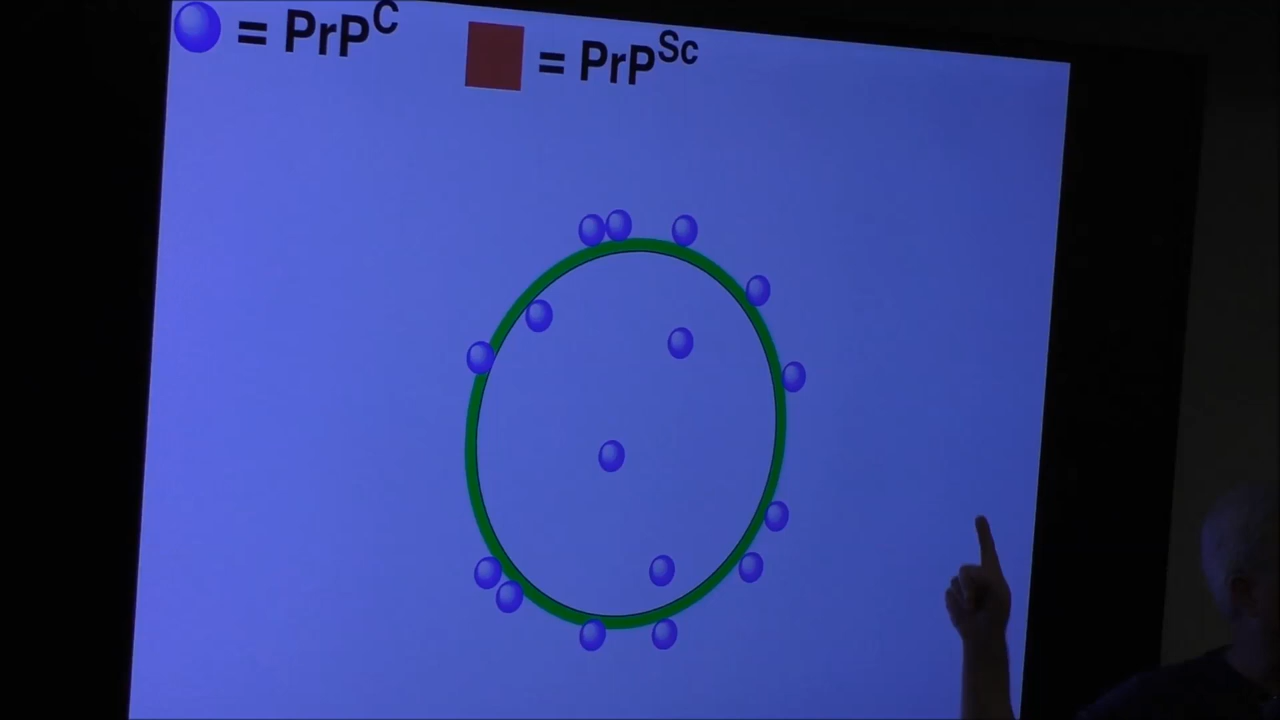 = PrP^C = PrP^Sc